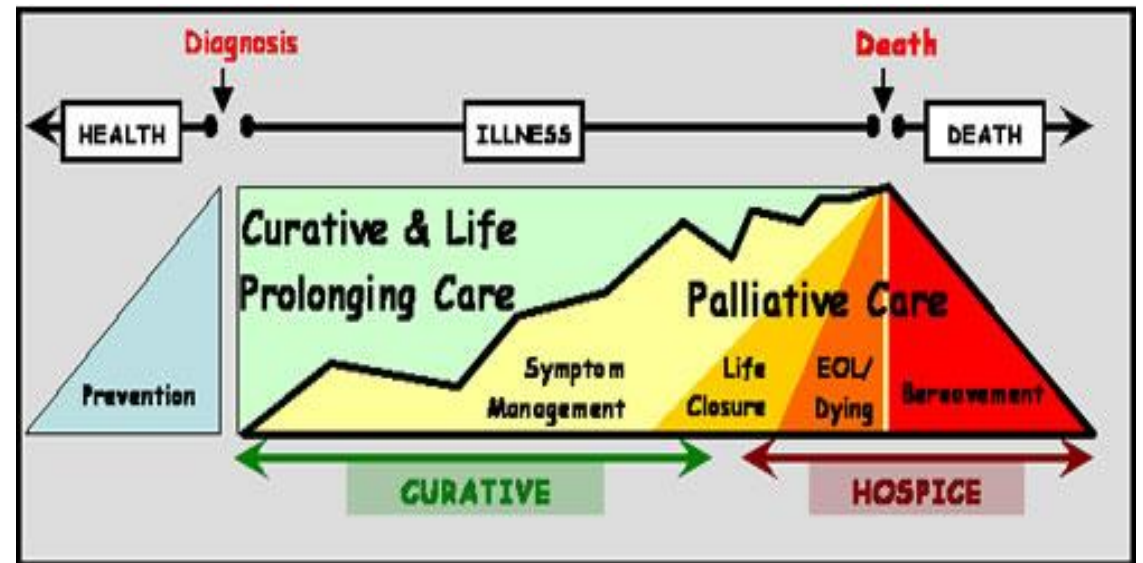 Diagnosis
Death
HEALTH
ILLNESS
DEATH
Curative & Life
Prolonging Care
Palliative Care
Prevention
Symptom
Management
Life
Closure
EOL/
Dying
Bereavement
CURATIVE
HOSPICE